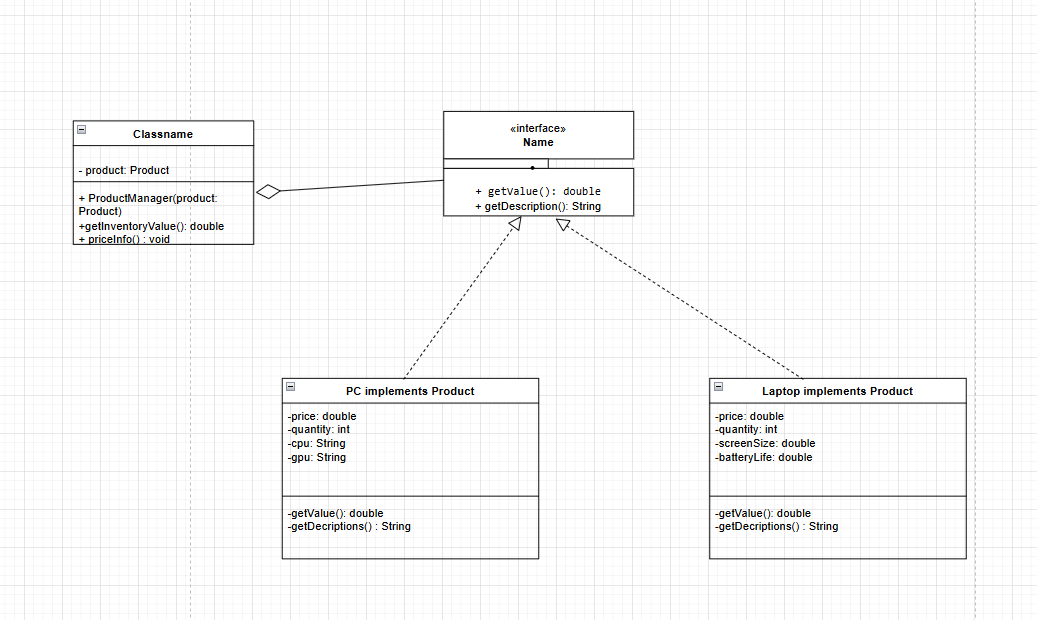 Classname
- product: Product
+ ProductManager(product:
Product)
+getInventoryValue(): double
+ priceInfo() : void
«interface»
Name
+ getValue(): double
+ getDescription(): String
PC implements Product
-price: double
-quantity: int
-cpu: String
-gpu: String
-getValue(): double
-getDecriptions() : String
Laptop implements Product
-price: double
-quantity: int
-screenSize: double
-batteryLife: double
-getValue(): double
-getDecriptions() : String